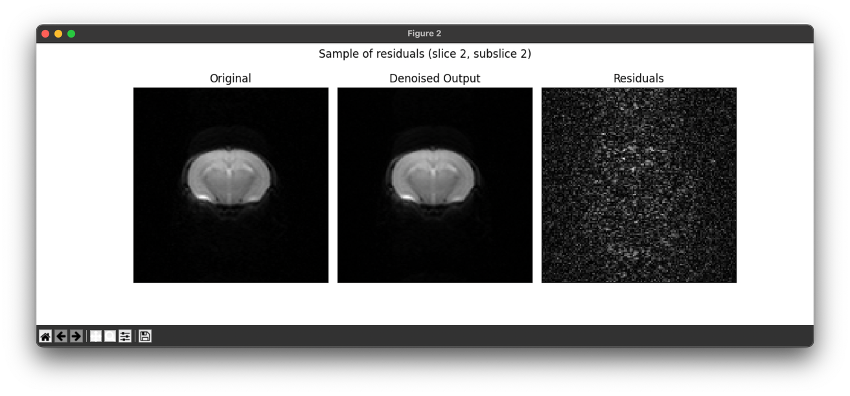 Figure 2
Sample of residuals (slice 2, subslice 2)
Original
Denoised Output
Residuals